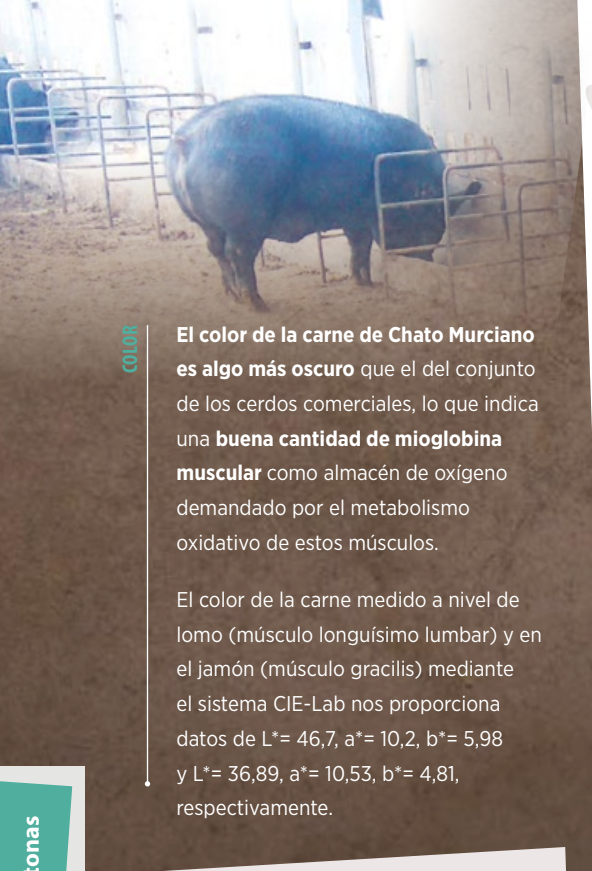 COLOR
El color de la carne de Chato Murciano
es algo más oscuro que el del conjunto
de los cerdos comerciales, lo que indica
una buena cantidad de mioglobina
muscular como almacén de oxígeno
demandado por el metabolismo
oxidativo de estos músculos.
El color de la carne medido a nivel de
lomo (músculo longuísimo lumbar) y en
el jamón (músculo gracilis) mediante
el sistema CIE-Lab nos proporciona
datos de L*= 46,7, a*= 10,2, b*= 5,98
y L*= 36,89, a*= 10,53, b*= 4,81,
respectivamente.